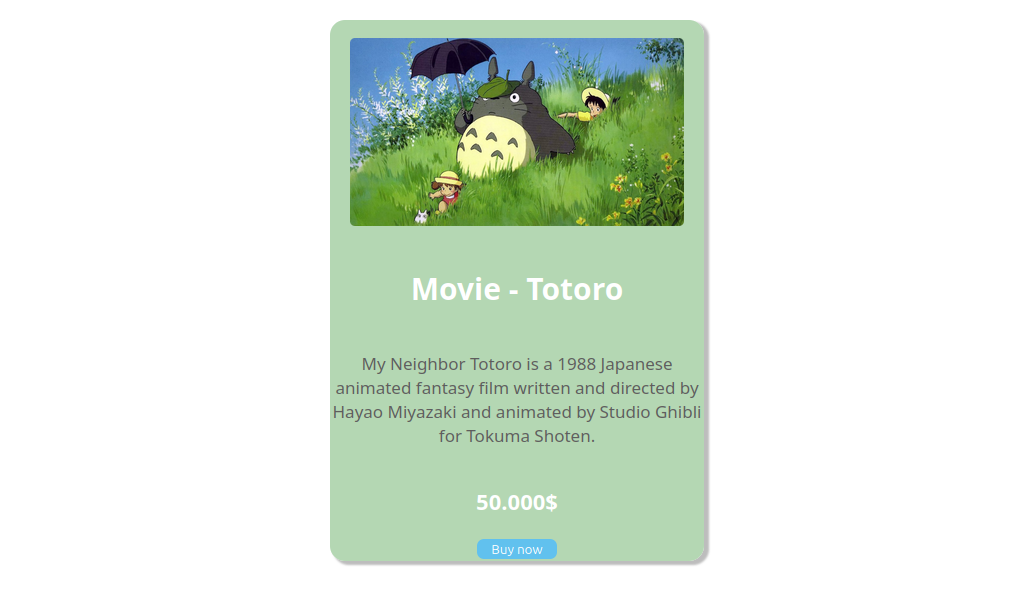 Movie - Totoro
My Neighbor Totoro is a 1988 Japanese
animated fantasy film written and directed by
Hayao Miyazaki and animated by Studio Ghibli
for Tokuma Shoten.
50.000$
Buy now